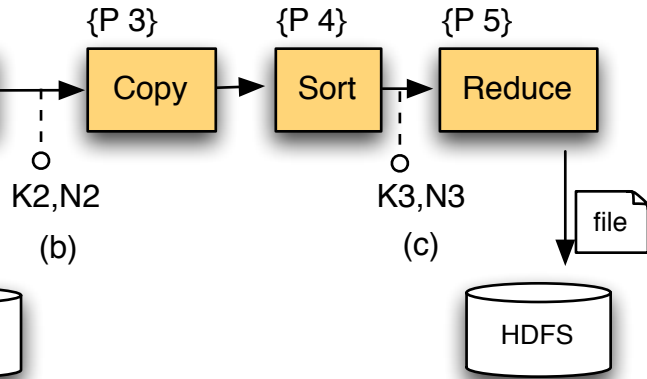 {P 3} {P 4} {P 5}
Copy Sort Reduce
K2,N2 K3,N3
(b) (c)
file
HDFS